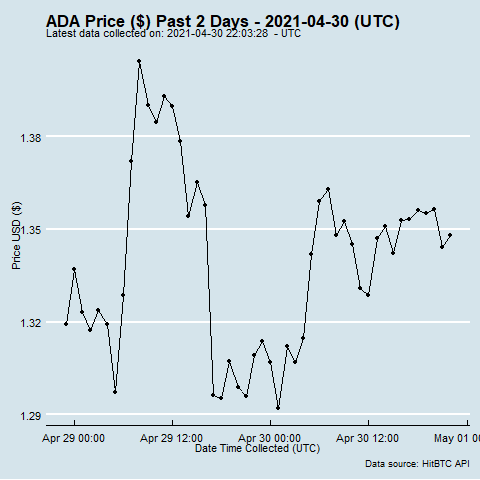 ADA Price ($) Past 2 Days - 2021-04-30 (UTC)
Latest data collected on: 2021-04-30 22:03:28 - UTC
1.38
1.35
1.32
1.29
Price USD ($)
Apr 29 00:00 Apr 29 12:00 Apr 30 00:00 Apr 30 12:00 May 01 00
Date Time Collected (UTC)
Data source: HitBTC API